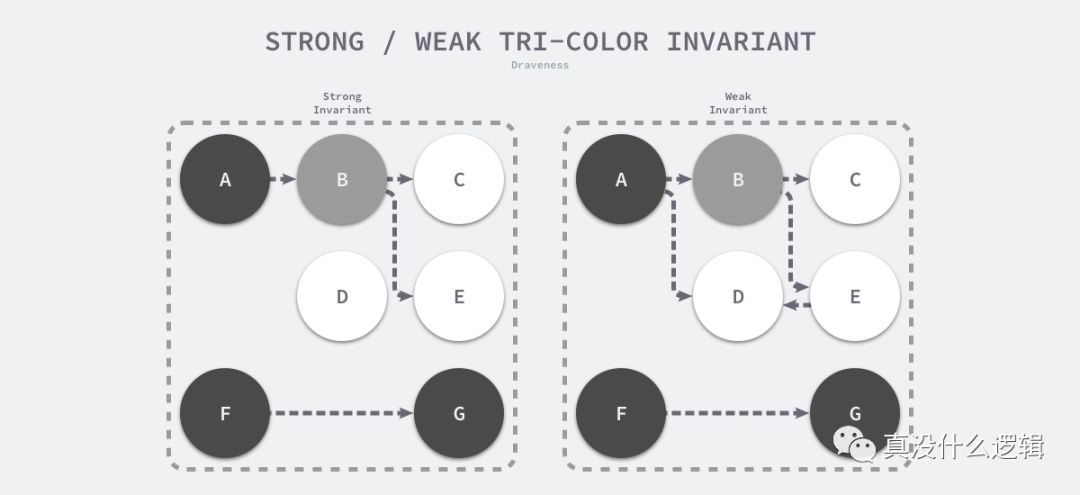 STRONG / WEAK TRI-COLOR INVARIANT
Draveness
Strong
Invariant
Weak
Invariant
A B C
D E
F G
A B C
D E
F G
真没什么逻辑